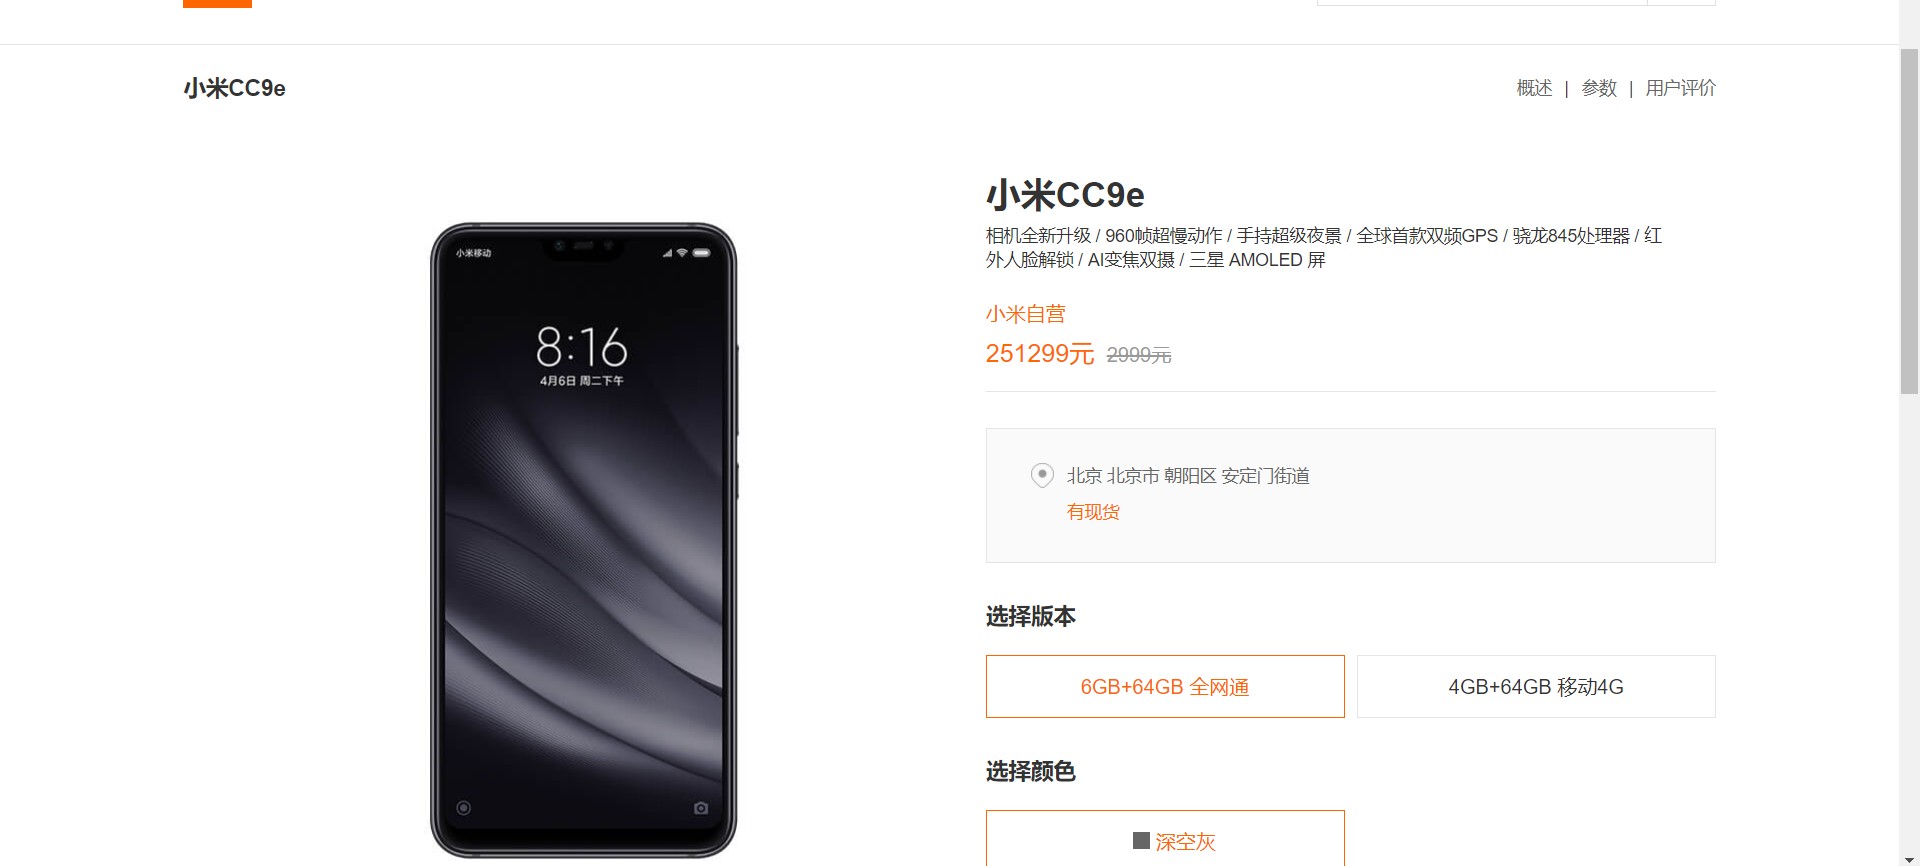 小米CC9e
概述 | 参数 | 用户评价
小米CC9e
相机全新升级 / 960帧超慢动作 / 手持超级夜景 / 全球首款双频GPS / 骁龙845处理器 / 红
外人脸解锁 / AI变焦双摄 / 三星 AMOLED 屏
小米自营
251299元 2999元
小米移动
8:16
4月6日 周二下午
北京 北京市 朝阳区 安定门街道
有现货
选择版本
6GB+64GB 全网通
4GB+64GB 移动4G
选择颜色
深空灰